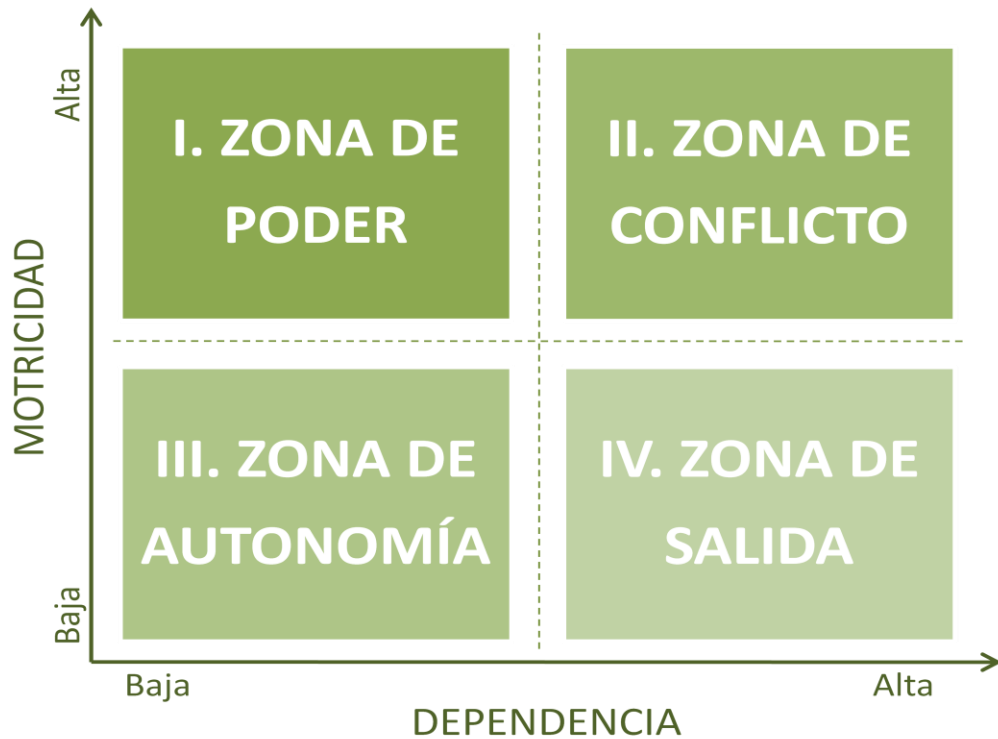 Alta
I. ZONA DE
PODER
II. ZONA DE
CONFLICTO
MOTRICIDAD
III. ZONA DE
AUTONOMÍA
IV. ZONA DE
SALIDA
Baja
Baja
Alta
DEPENDENCIA